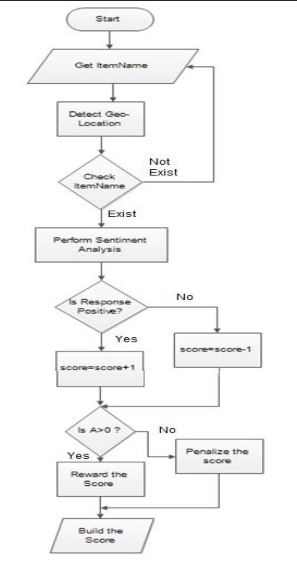 Start
Get ItemName
Detect Geo-
Location
Not
Exist
Check
ItemName
Exist
Perform Sentiment
Analysis
Is Response
Positive?
No
Yes
score=score+1
score=score-1
Is A>0 ?
No
Yes
Reward the
Score
Penalize the
score
Build the
Score